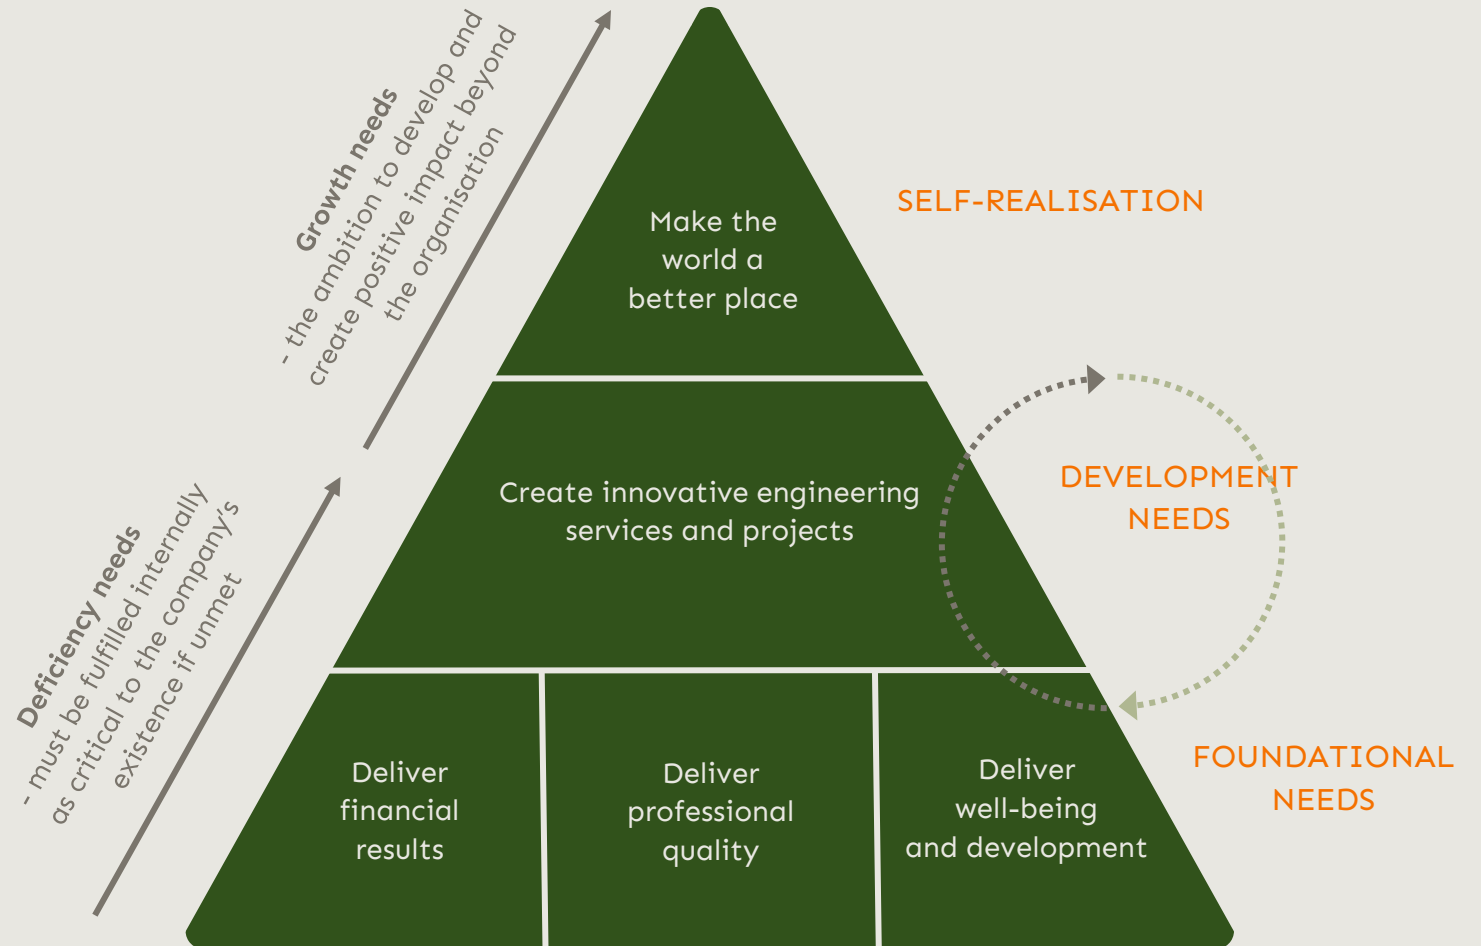 Growth needs
- the ambition to develop and
create positive impact beyond
the organisation
Deficiency needs
- must be fulfilled internally
as critical to the company’s
existence if unmet
Make the
world a
better place
SELF-REALISATION
Create innovative engineering
services and projects
DEVELOPMENT
NEEDS
Deliver
financial
results
Deliver
professional
quality
Deliver
well-being
and development
FOUNDATIONAL
NEEDS